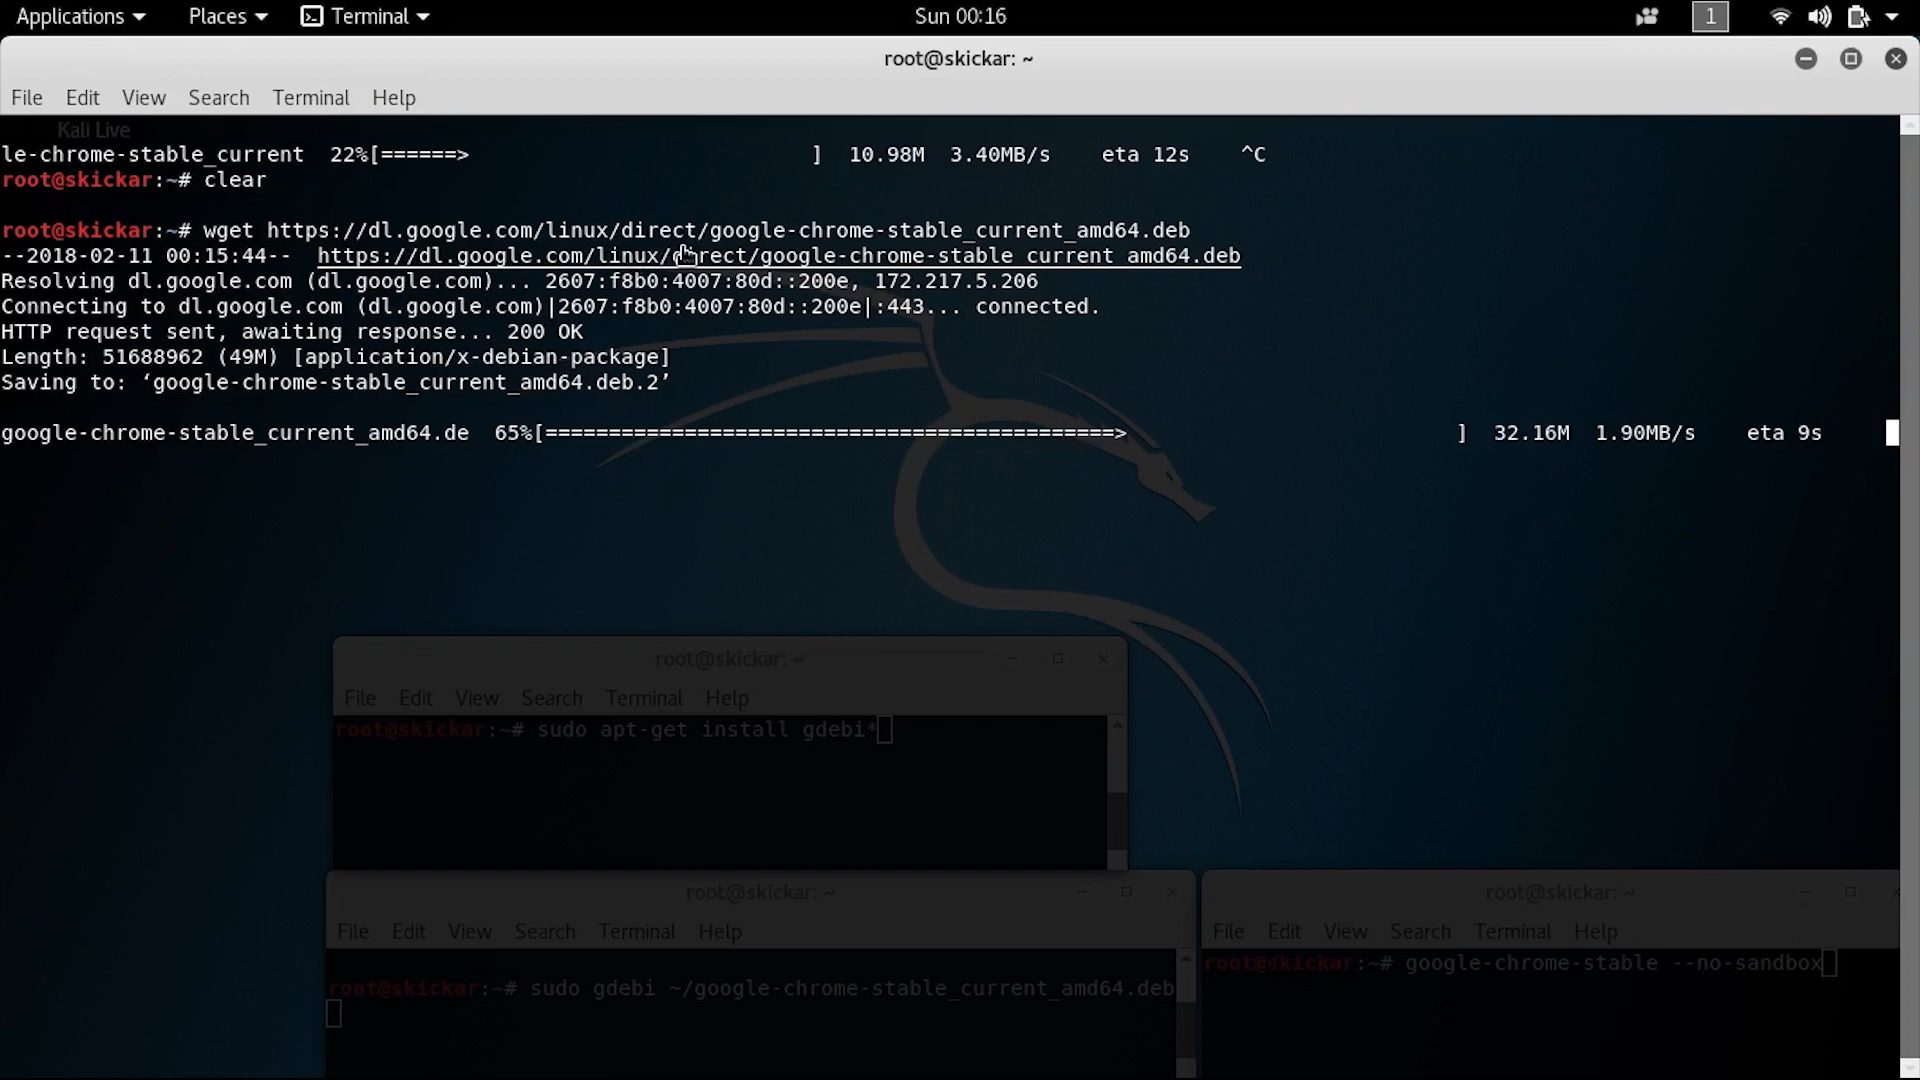 Applications Places Terminal Sun 00:16 1
root@skickar: ~
File Edit View Search Terminal Help
Kali Live
le-chrome-stable_current  22%[======>                           ]  10.98M  3.40MB/s    eta 12s    ^C
root@skickar:~# clear
root@skickar:~# wget https://dl.google.com/linux/direct/google-chrome-stable_current_amd64.deb
--2018-02-11 00:15:44--  https://dl.google.com/linux/direct/google-chrome-stable_current_amd64.deb
Resolving dl.google.com (dl.google.com)... 2607:f8b0:4007:80d::200e, 172.217.5.206
Connecting to dl.google.com (dl.google.com)|2607:f8b0:4007:80d::200e|:443... connected.
HTTP request sent, awaiting response... 200 OK
Length: 51688962 (49M) [application/x-debian-package]
Saving to: ‘google-chrome-stable_current_amd64.deb.2’
google-chrome-stable_current_amd64.de  65%[=============================================>                          ]  32.16M  1.90MB/s    eta 9s
root@skickar: ~
File Edit View Search Terminal Help
root@skickar:~# sudo apt-get install gdebi*
root@skickar: ~
File Edit View Search Terminal Help
root@skickar:~# sudo gdebi ~/google-chrome-stable_current_amd64.deb
root@skickar: ~
File Edit View Search Terminal Help
root@skickar:~# google-chrome-stable --no-sandbox